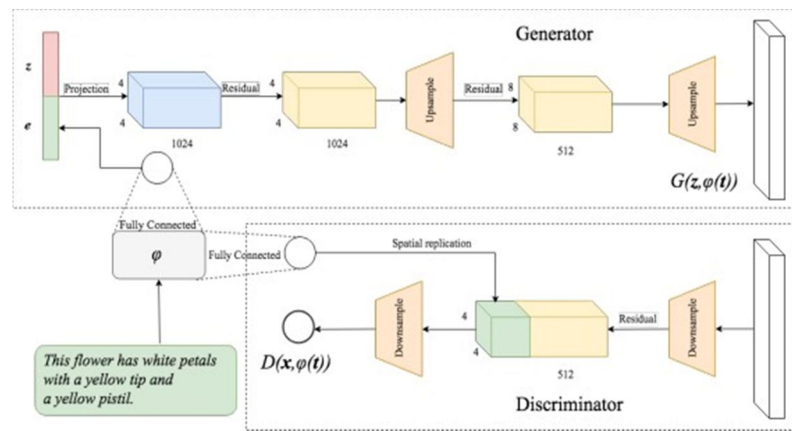 Generator
z
e
Projection
4
4
1024
Residual
4
4
1024
Upsample
Residual
8
8
512
Upsample
G(z,φ(t))
Fully Connected
φ
Fully Connected
Spatial replication
This flower has white petals
with a yellow tip and
a yellow pistil.
D(x,φ(t))
Downsample
4
4
512
Residual
Downsample
Discriminator